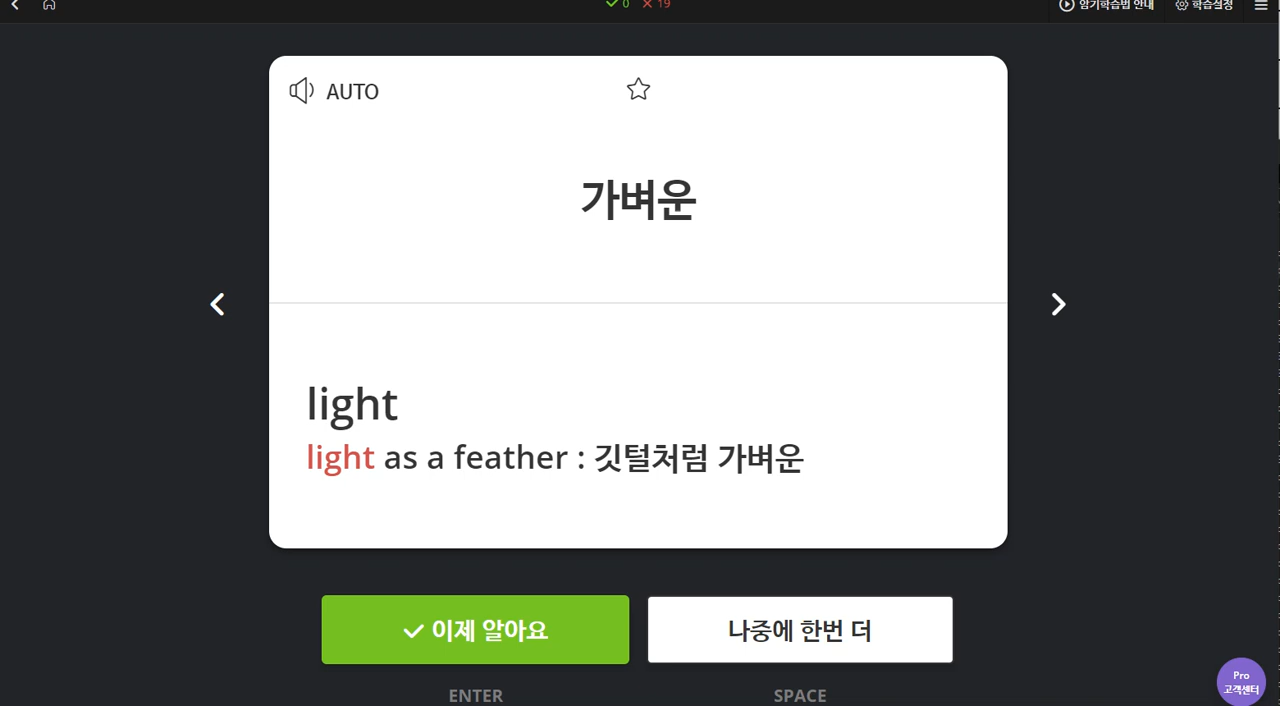 0 19 암기학습법 안내 학습설정
AUTO
가벼운
light
light as a feather : 깃털처럼 가벼운
이제 알아요 나중에 한번 더
ENTER SPACE
Pro
고객센터